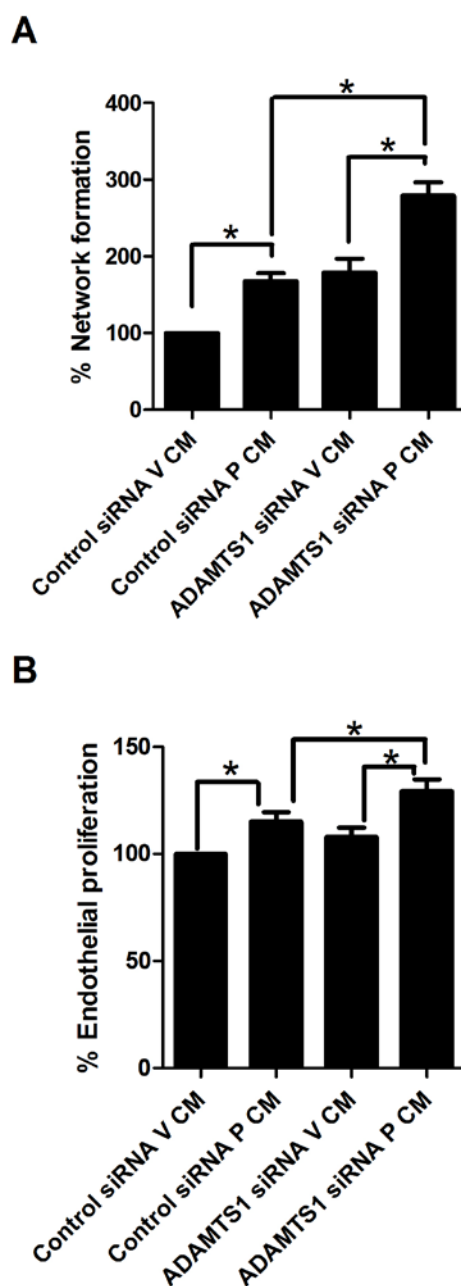 A
% Network formation
400
300
200
100
0
*
*
*
Control siRNA V CM
Control siRNA P CM
ADAMTS1 siRNA V CM
ADAMTS1 siRNA P CM
B
% Endothelial proliferation
150
100
50
0
*
*
*
Control siRNA V CM
Control siRNA P CM
ADAMTS1 siRNA V CM
ADAMTS1 siRNA P CM